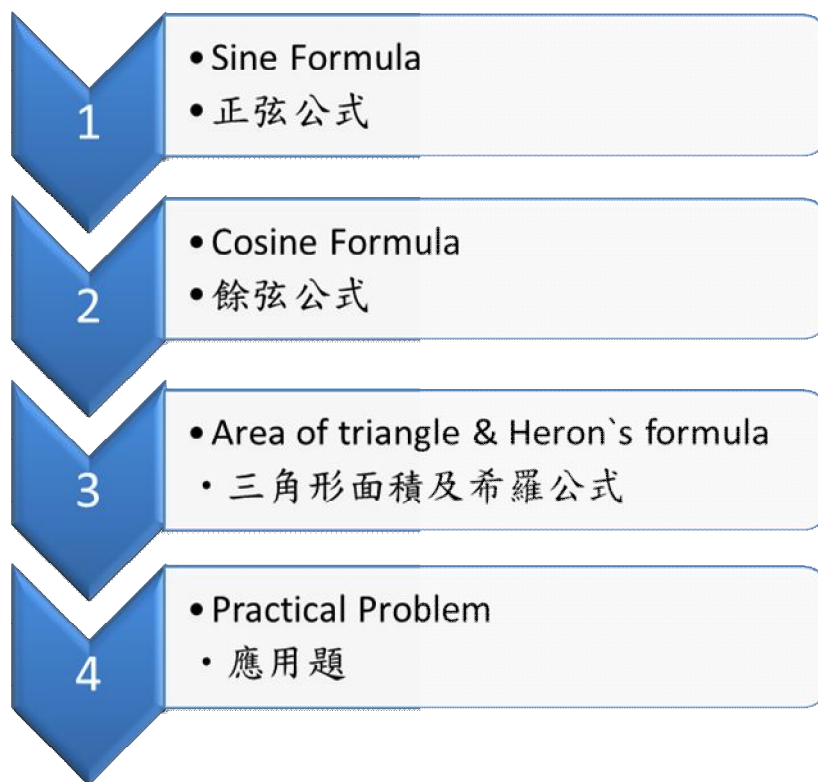 1
• Sine Formula
• 正弦公式
2
• Cosine Formula
• 餘弦公式
3
• Area of triangle & Heron`s formula
• 三角形面積及希羅公式
4
• Practical Problem
• 應用題